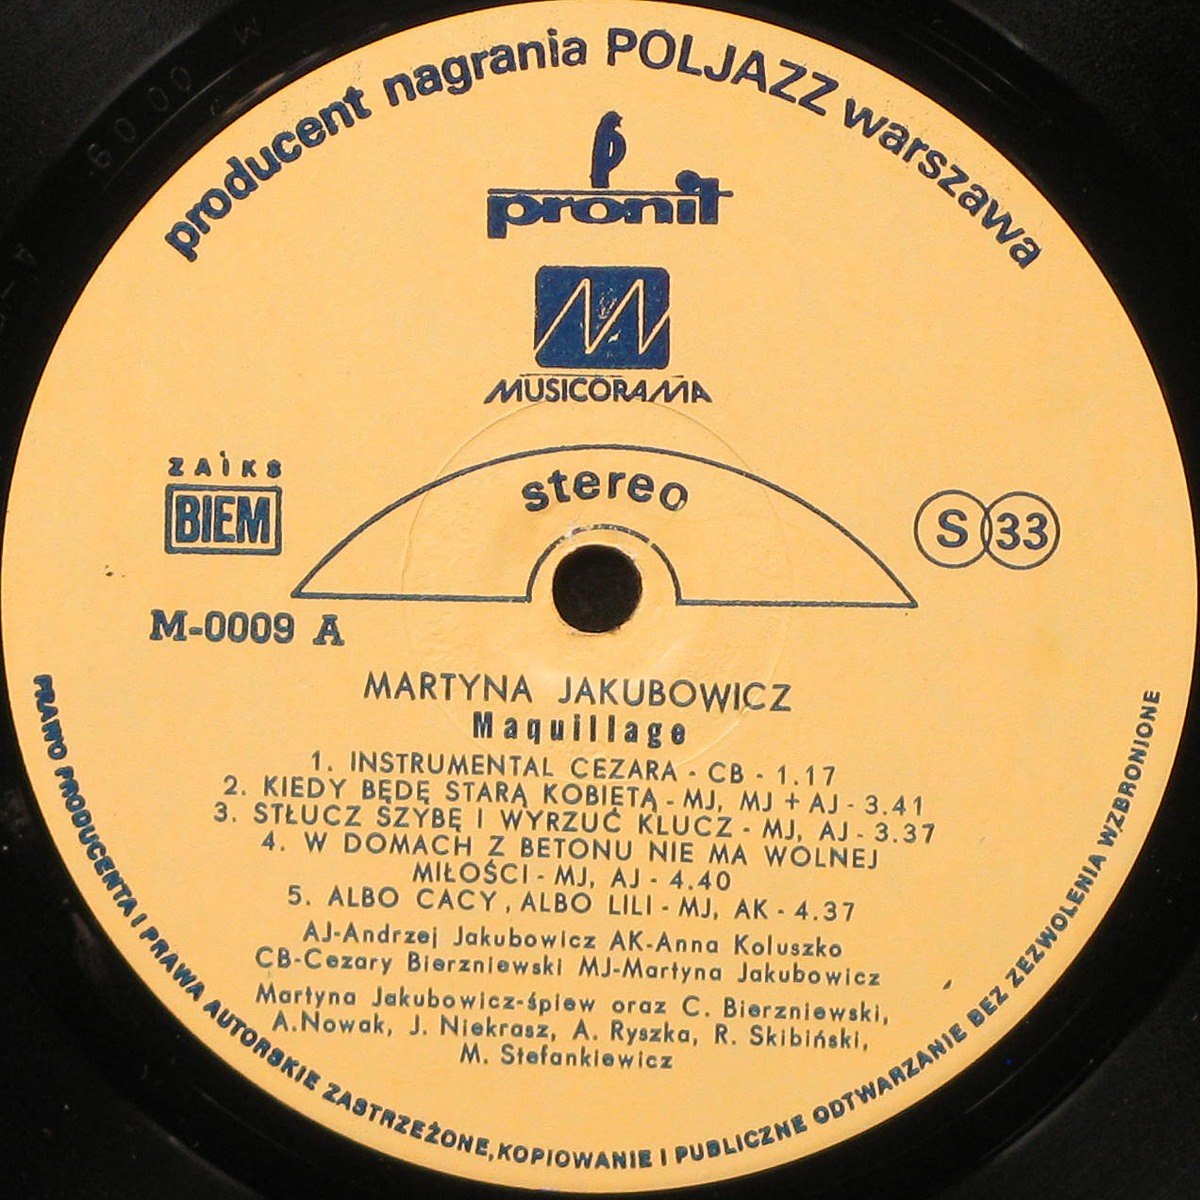 producent nagrania POLJAZZ warszawa
pronit
MUSICORAMA
stereo
ZAiKS
BIEM
S 33
M-0009 A
MARTYNA JAKUBOWICZ
Maquillage
1. INSTRUMENTAL CEZARA - CB - 1.17
2. KIEDY BĘDĘ STARĄ KOBIETĄ - MJ, MJ + AJ - 3.41
3. STŁUCZ SZYBĘ I WYRZUĆ KLUCZ - MJ, AJ - 3.37
4. W DOMACH Z BETONU NIE MA WOLNEJ
MIŁOŚCI - MJ, AJ - 4.40
5. ALBO CACY, ALBO LILI - MJ, AK - 4.37
AJ-Andrzej Jakubowicz AK-Anna Koluszko
CB-Cezary Bierzniewski MJ-Martyna Jakubowicz
Martyna Jakubowicz-śpiew oraz C. Bierzniewski,
A.Nowak, J. Niekrasz, A. Ryszka, R. Skibiński,
M. Stefankiewicz
PRAWO PRODUCENTA I PRAWA AUTORSKIE ZASTRZEŻONE, KOPIOWANIE I PUBLICZNE ODTWARZANIE BEZ ZEZWOLENIA WZBRONIONE